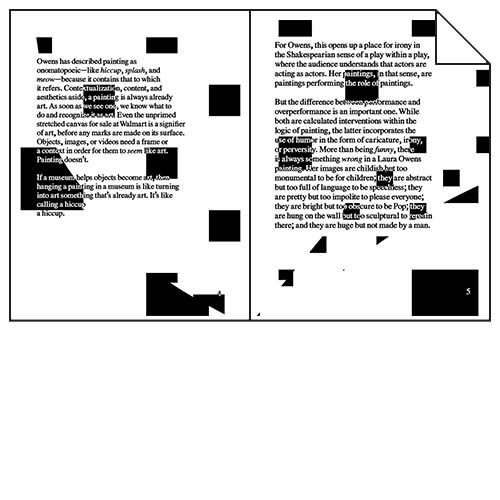 Owens has described painting as
onomatopoeic—like hiccup, splash, and
meow—because it contains that to which
it refers. Contextualization, content, and
aesthetics aside, a painting is always already
art. As soon as we see one, we know what to
do and recognize it as art. Even the unprimed
stretched canvas for sale at Walmart is a signifier
of art, before any marks are made on its surface.
Objects, images, or videos need a frame or
a context in order for them to seem like art.
Painting doesn't.
If a museum helps objects become art, then
hanging a painting in a museum is like turning
into art something that's already art. It's like
calling a hiccup
a hiccup.
4
For Owens, this opens up a place for irony in
the Shakespearian sense of a play within a play,
where the audience understands that actors are
acting as actors. Her paintings, in that sense, are
paintings performing the role of paintings.
But the difference between performance and
overperformance is an important one. While
both are calculated interventions within the
logic of painting, the latter incorporates the
use of humor in the form of caricature, irony,
or perversity. More than being funny, there
is always something wrong in a Laura Owens
painting. Her images are childish but too
monumental to be for children; they are abstract
but too full of language to be speechless; they
are pretty but too impolite to please everyone;
they are bright but too obscure to be Pop; they
are hung on the wall but too sculptural to remain
there; and they are huge but not made by a man.
5